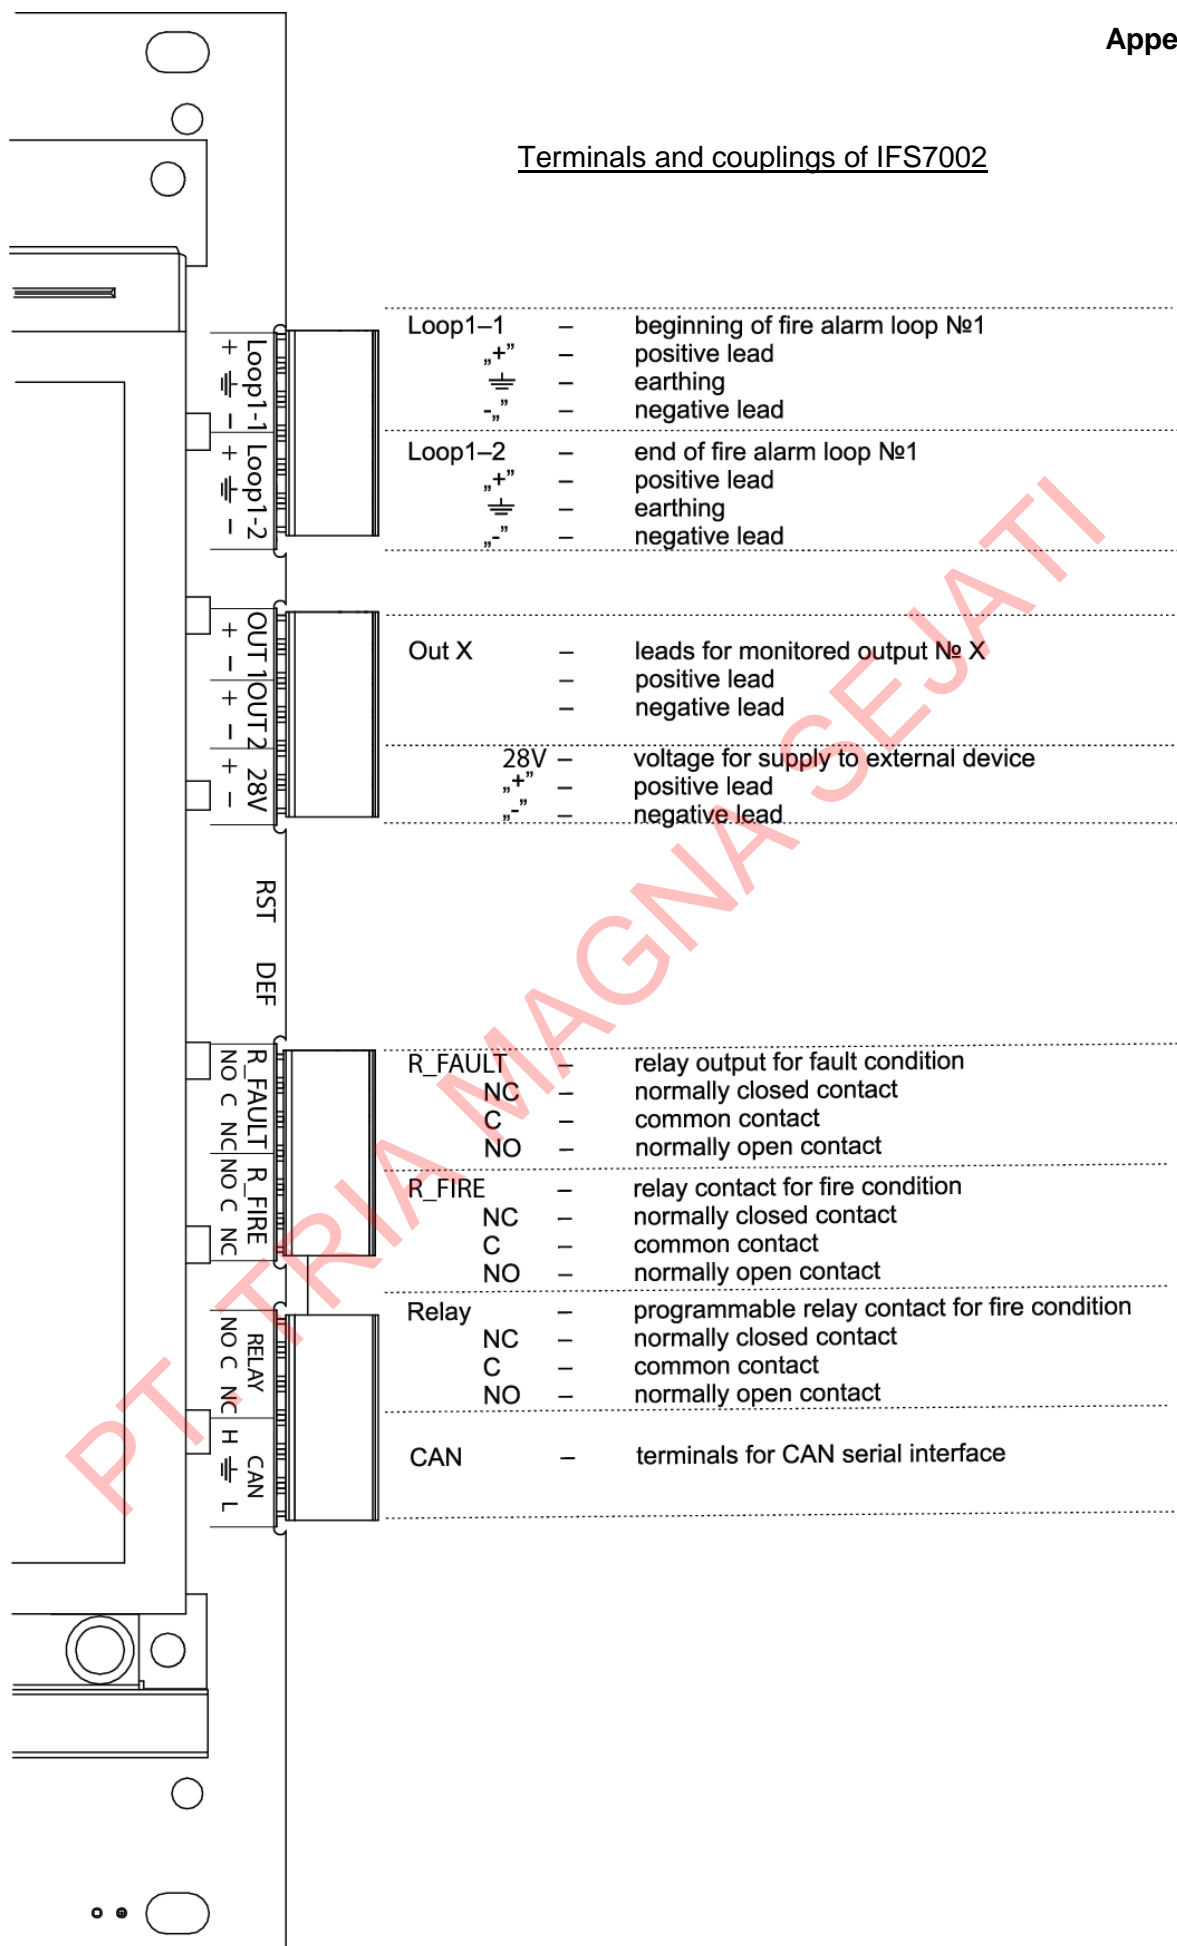 Appe
Terminals and couplings of IFS7002
Loop1–1 – beginning of fire alarm loop №1
„+” – positive lead
– earthing
-„” – negative lead
Loop1–2 – end of fire alarm loop №1
„+” – positive lead
– earthing
„-” – negative lead
Out X – leads for monitored output № X
– positive lead
– negative lead
28V – voltage for supply to external device
„+” – positive lead
„-” – negative lead
R_FAULT – relay output for fault condition
NC – normally closed contact
C – common contact
NO – normally open contact
R_FIRE – relay contact for fire condition
NC – normally closed contact
C – common contact
NO – normally open contact
Relay – programmable relay contact for fire condition
NC – normally closed contact
C – common contact
NO – normally open contact
CAN – terminals for CAN serial interface
Loop1-1
+ –
Loop1-2
+ –
OUT 1
+ –
OUT 2
+ –
28V
+ –
RST
DEF
R_FAULT
NO C NC
R_FIRE
NO C NC
RELAY
NO C NC
CAN
H L
PT. TRIA MAGNA SEJATI